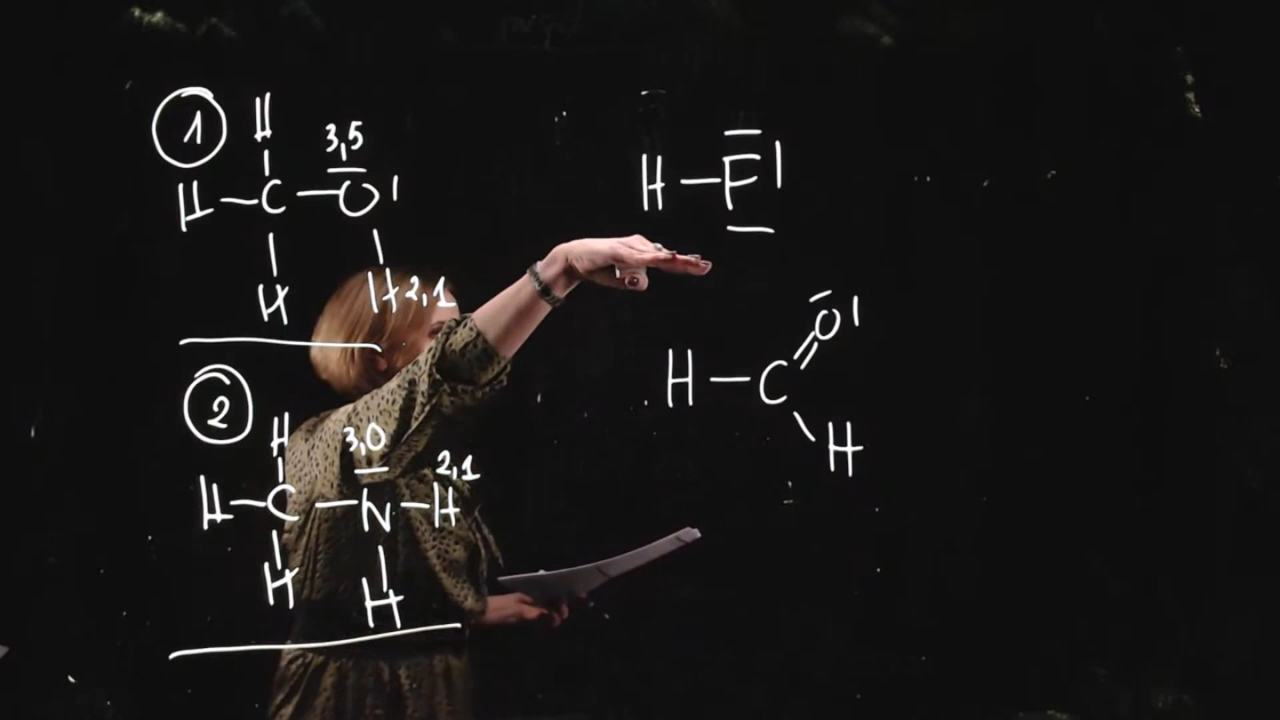 1
H
3,5
H–C–O
H H 2,1
2
H
3,0 2,1
H–C–N–H
H H
H–F
O
H–C
H